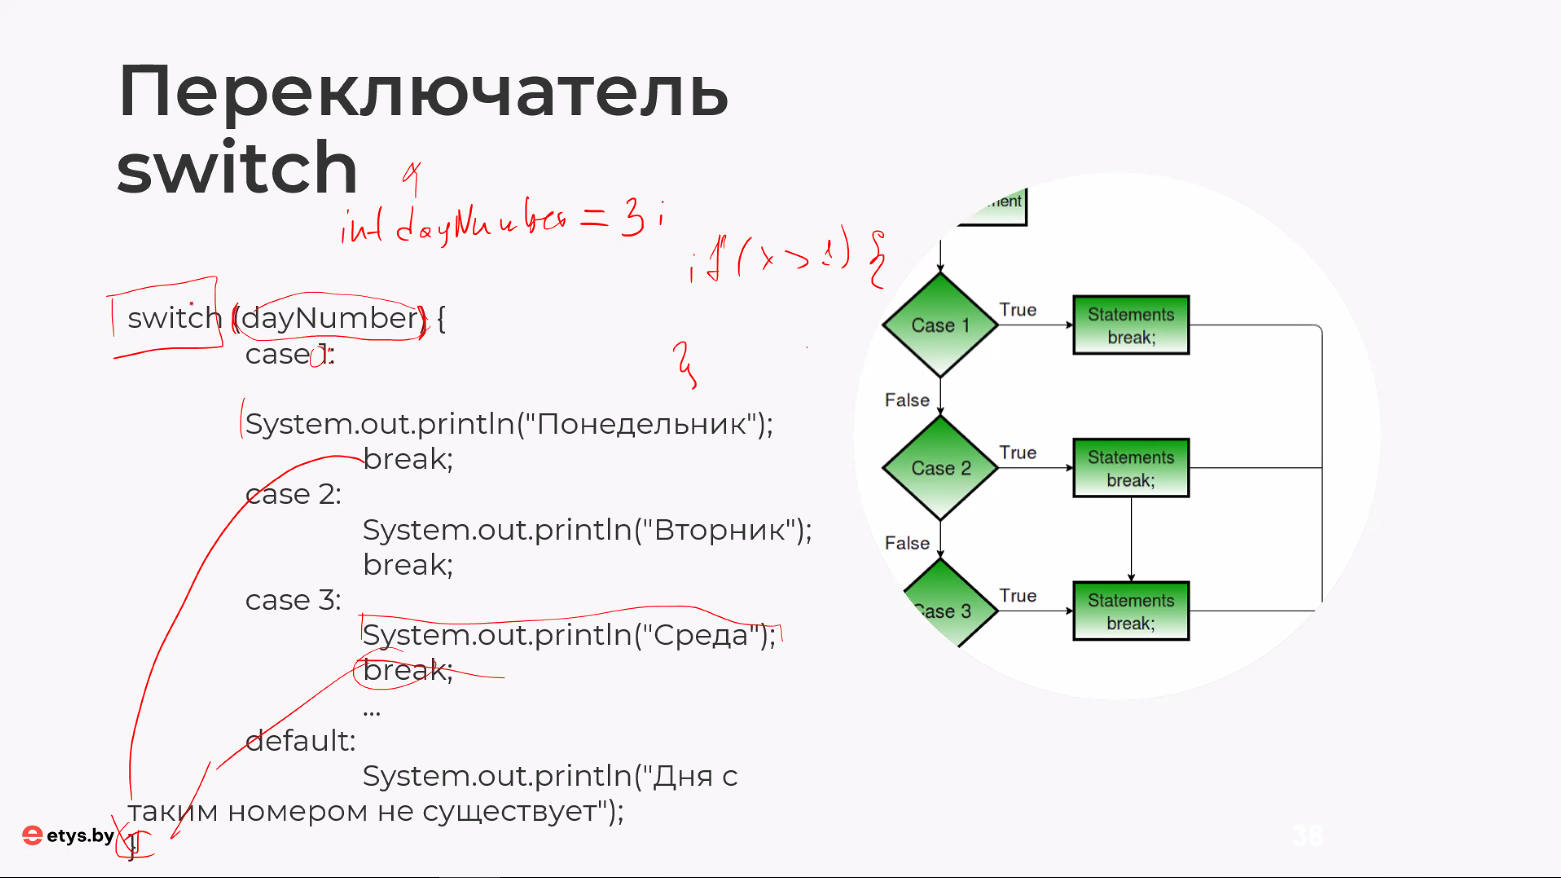 Переключатель
switch
int dayNumber = 3;
if (x > 1) {
}
switch (dayNumber) {
case 1:
System.out.println("Понедельник");
break;
case 2:
System.out.println("Вторник");
break;
case 3:
System.out.println("Среда");
break;
...
default:
System.out.println("Дня с
таким номером не существует");
}
ment
Case 1
True
Statements
break;
False
Case 2
True
Statements
break;
False
Case 3
True
Statements
break;
etys.by
38